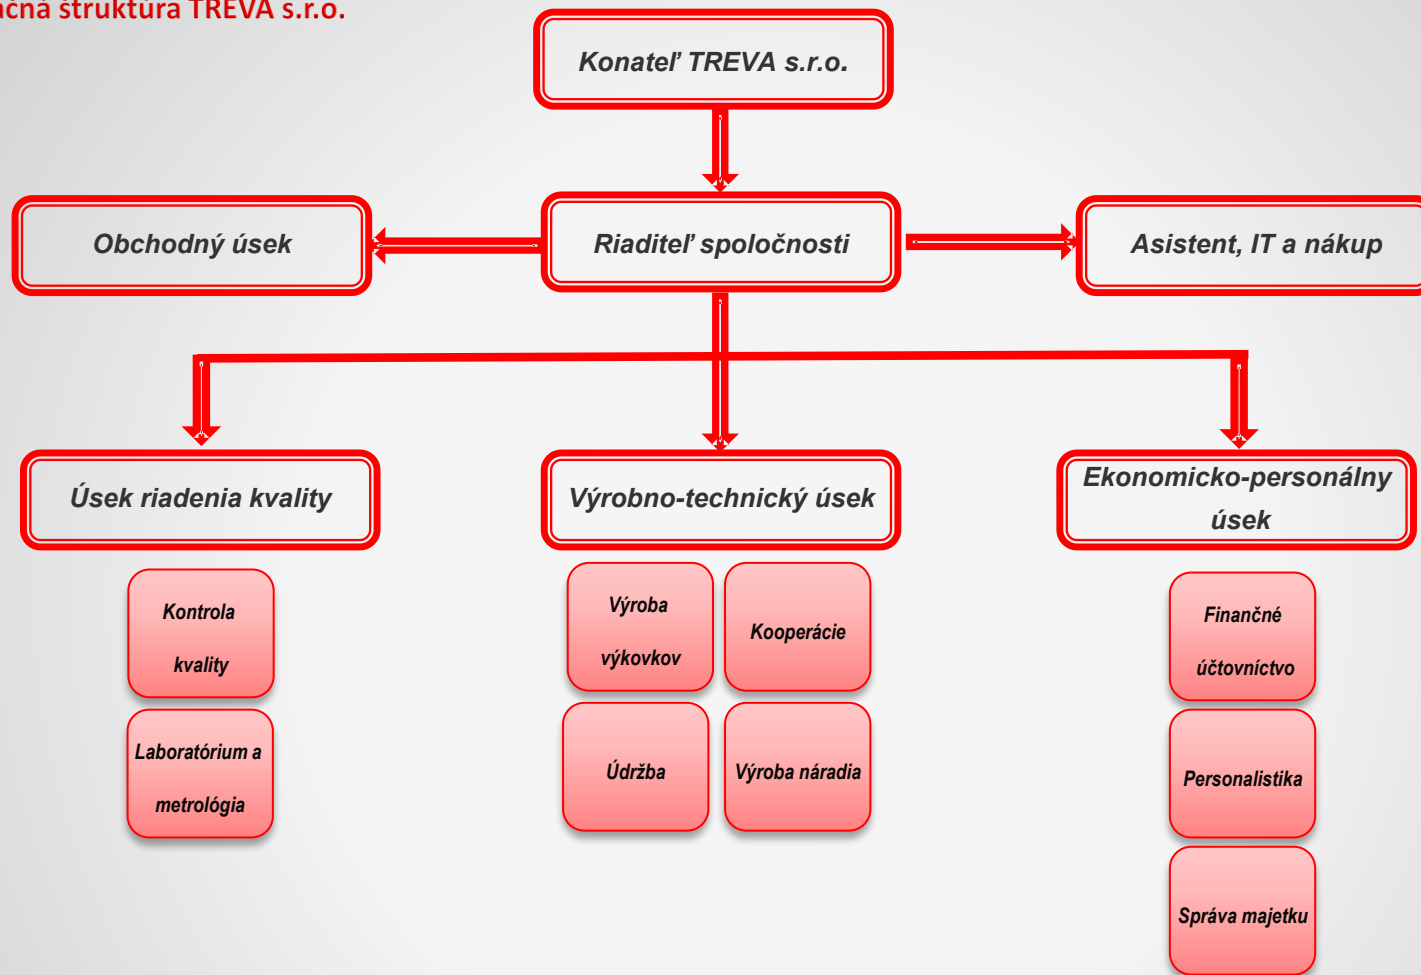 ačná štruktúra TREVA s.r.o.
Konateľ TREVA s.r.o.
Obchodný úsek
Riaditeľ spoločnosti
Asistent, IT a nákup
Úsek riadenia kvality
Výrobno-technický úsek
Ekonomicko-personálny
úsek
Kontrola
kvality
Laboratórium a
metrológia
Výroba
výkovkov
Kooperácie
Údržba
Výroba náradia
Finančné
účtovníctvo
Personalistika
Správa majetku